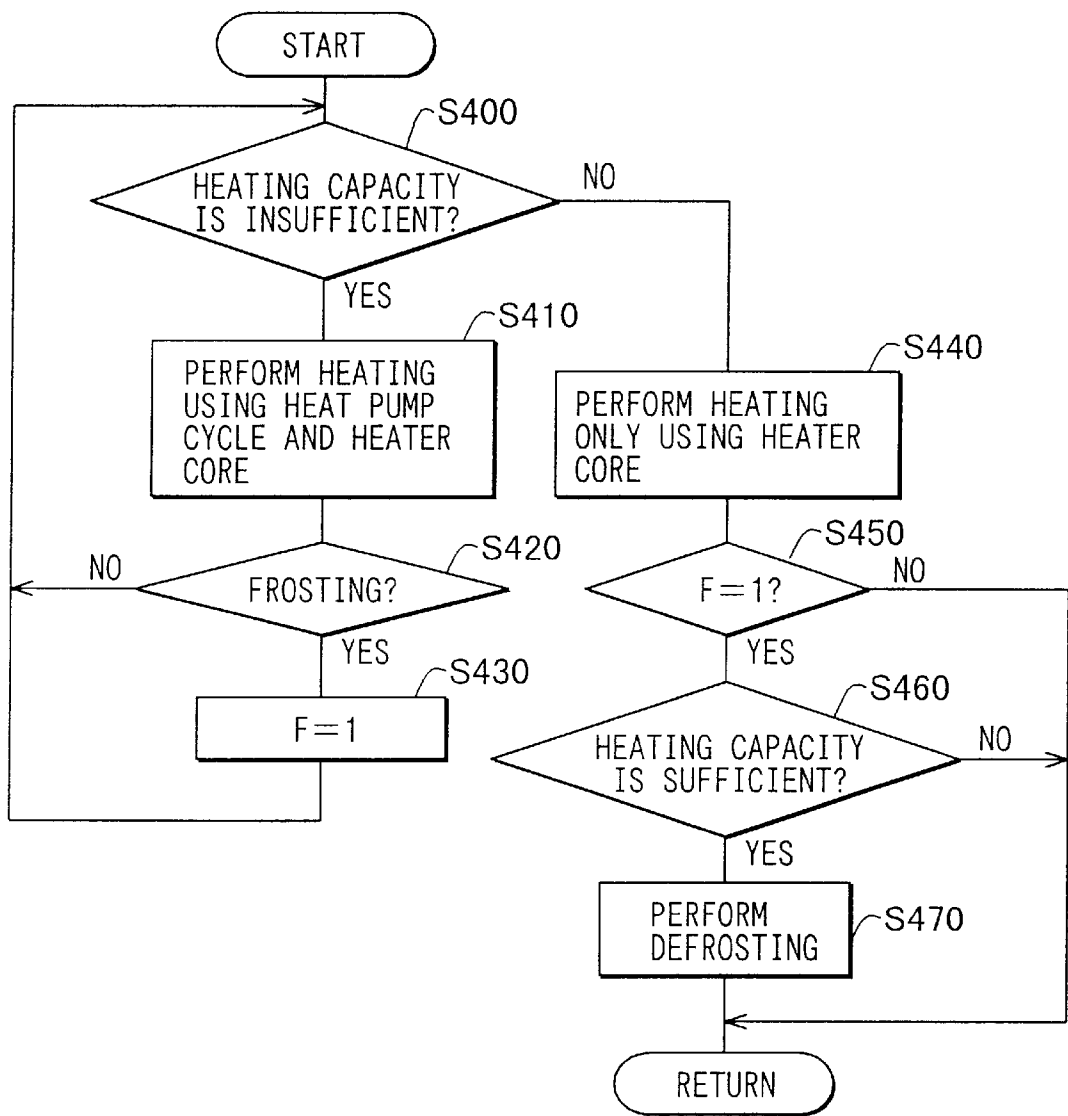 START
S400
HEATING CAPACITY
IS INSUFFICIENT?
NO
YES
S410
PERFORM HEATING
USING HEAT PUMP
CYCLE AND HEATER
CORE
S440
PERFORM HEATING
ONLY USING HEATER
CORE
S420
NO
FROSTING?
YES
S450
F=1?
NO
YES
S430
F=1
S460
HEATING CAPACITY
IS SUFFICIENT?
NO
YES
S470
PERFORM
DEFROSTING
RETURN